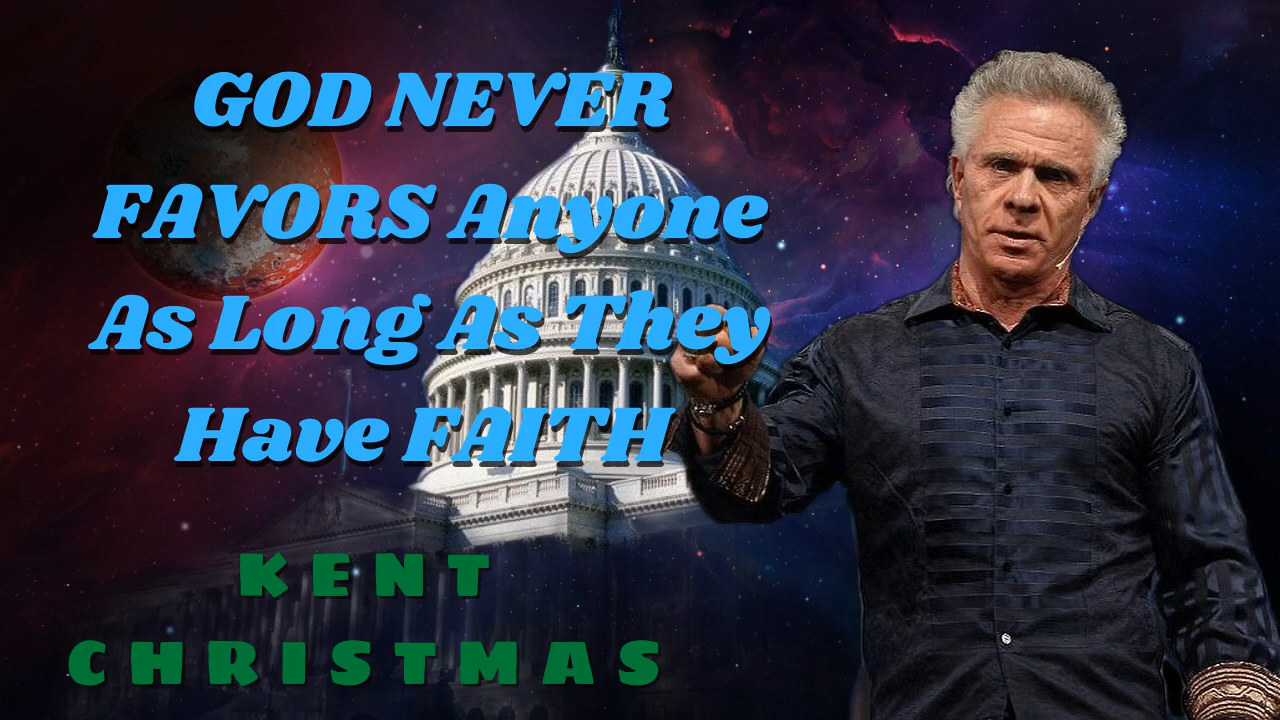 GOD NEVER
FAVORS Anyone
As Long As They
Have FAITH
KENT
CHRISTMAS